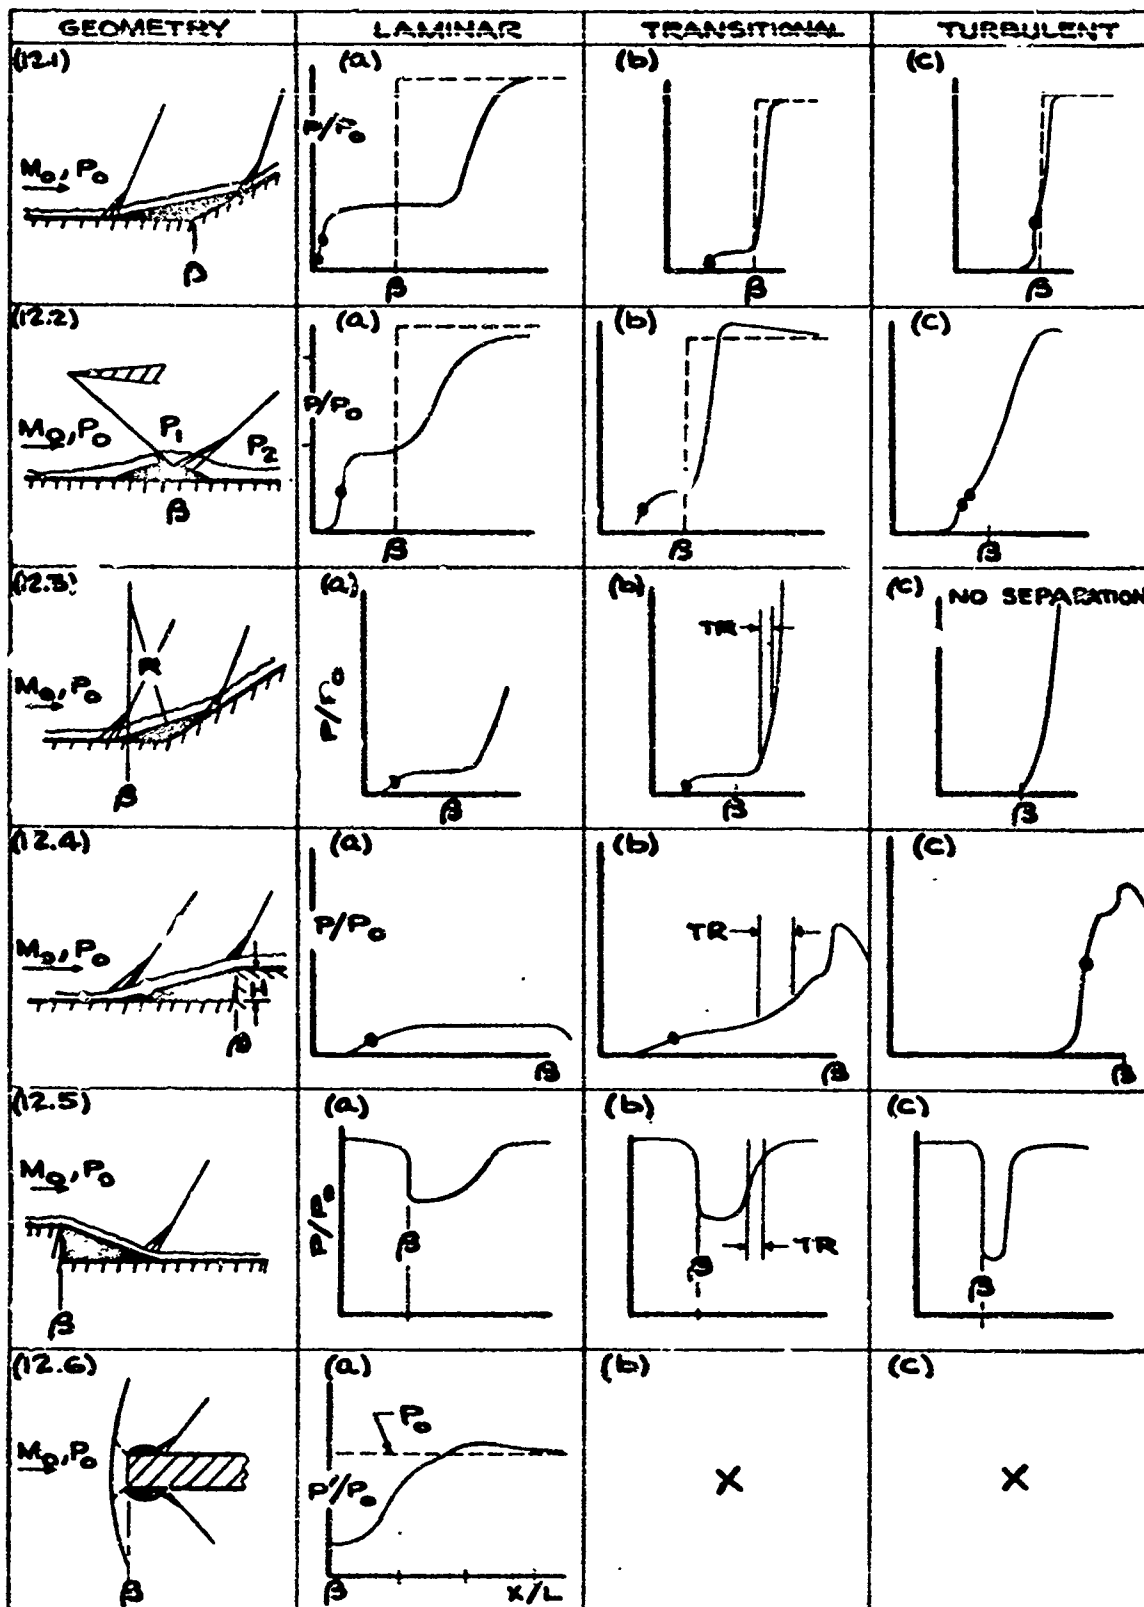 GEOMETRY LAMINAR TRANSITIONAL TURBULENT
(12.1) (a) (b) (c)
P/P₀
M₀, P₀
β β β β
(12.2) (a) (b) (c)
P/P₀
M₀, P₀ P₁ P₂
β β β β
(12.3) (a) (b) (c) NO SEPARATION
TR
R
M₀, P₀ P/P₀
β β β β
(12.4) (a) (b) (c)
P/P₀ TR
M₀, P₀ H
β β β β
(12.5) (a) (b) (c)
M₀, P₀
P/P₀ β β TR β
β
(12.6) (a) (b) (c)
P₀
M₀, P₀ P'/P₀ X X
β β X/L